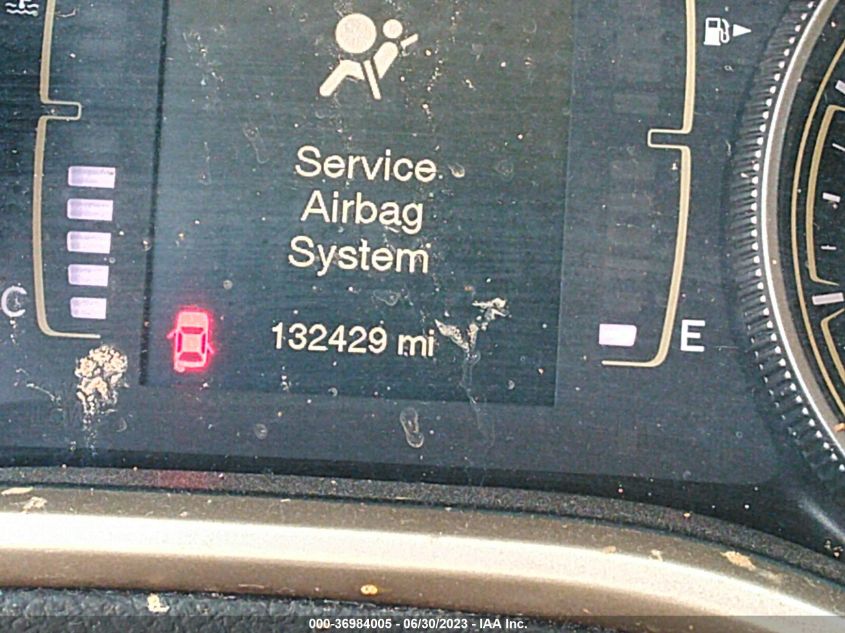 Service
Airbag
System
C
132429 mi
E
000-36984005 - 06/30/2023 - IAA Inc.